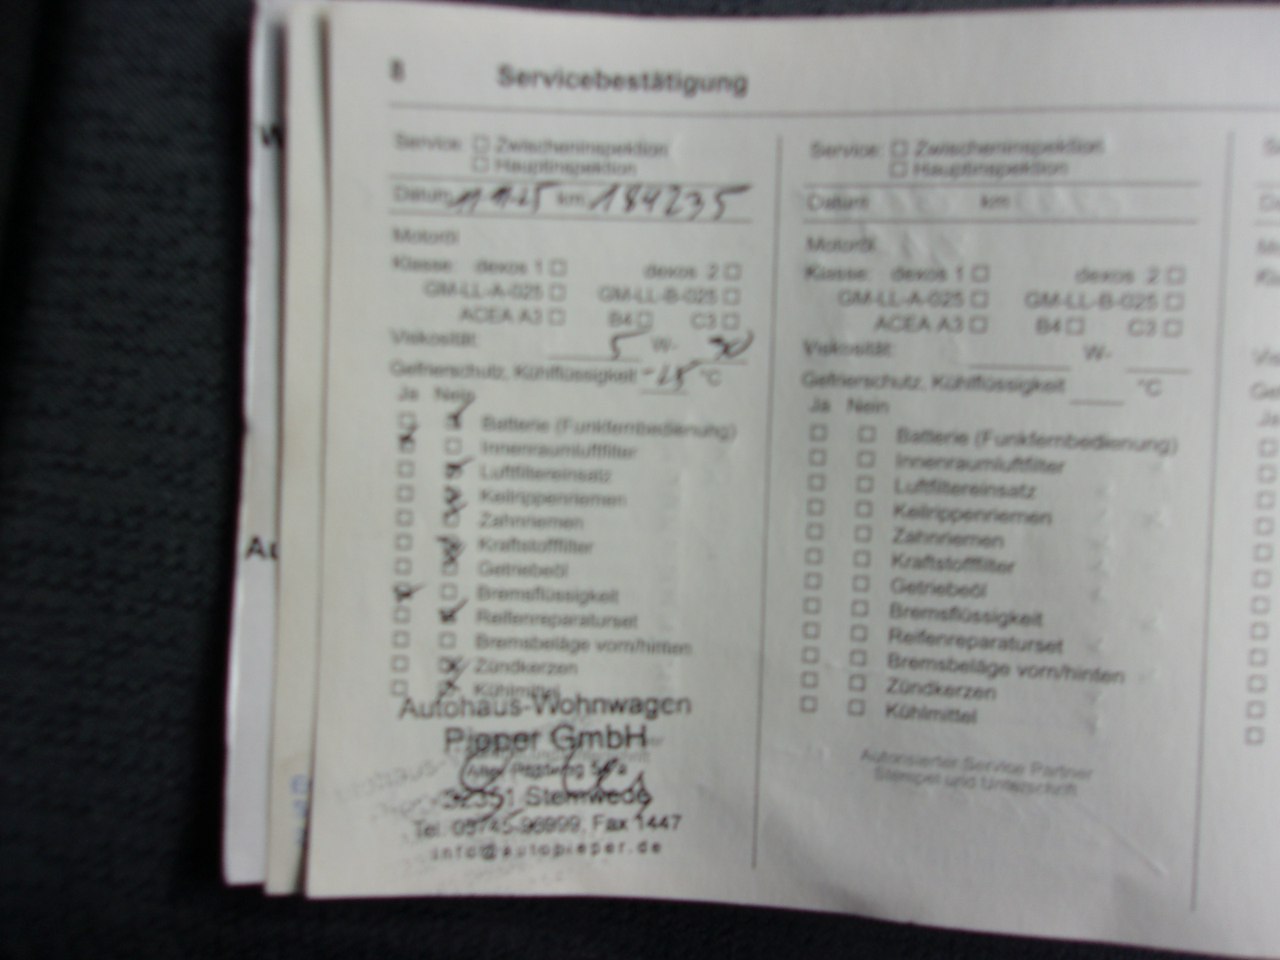 8 Servicebestätigung
Service: Zwischeninspektion
Hauptinspektion
Datum km 184235
Motoröl
Klasse: dexos 1 dexos 2
GM-LL-A-025 GM-LL-B-025
ACEA A3 B4 C3
Viskosität: 5 W- 30
Gefrierschutz, Kühlflüssigkeit °C
Ja Nein
Batterie (Funkfernbedienung)
Innenraumluftfilter
Luftfiltereinsatz
Keilrippenriemen
Zahnriemen
Kraftstofffilter
Getriebeöl
Bremsflüssigkeit
Reifenreparaturset
Bremsbeläge vorn/hinten
Zündkerzen
Kühlmittel
Autohaus-Wohnwagen
Pieper GmbH
32351 Stemwede
Tel. 05745-96999, Fax 1447
info@autopieper.de
Service: Zwischeninspektion
Hauptinspektion
Datum km
Motoröl
Klasse: dexos 1 dexos 2
GM-LL-A-025 GM-LL-B-025
ACEA A3 B4 C3
Viskosität: W-
Gefrierschutz, Kühlflüssigkeit °C
Ja Nein
Batterie (Funkfernbedienung)
Innenraumluftfilter
Luftfiltereinsatz
Keilrippenriemen
Zahnriemen
Kraftstofffilter
Getriebeöl
Bremsflüssigkeit
Reifenreparaturset
Bremsbeläge vorn/hinten
Zündkerzen
Kühlmittel
Autorisierter Service Partner
Stempel und Unterschrift